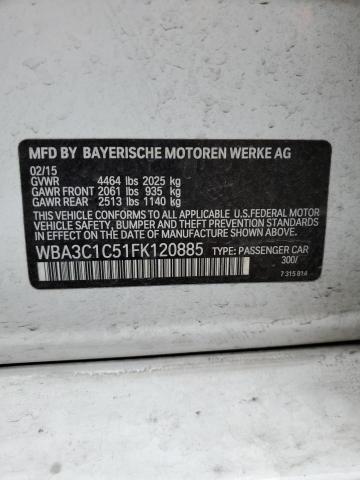 MFD BY BAYERISCHE MOTOREN WERKE AG
02/15
GVWR 4464 lbs 2025 kg
GAWR FRONT 2061 lbs 935 kg
GAWR REAR 2513 lbs 1140 kg
THIS VEHICLE CONFORMS TO ALL APPLICABLE U.S.FEDERAL MOTOR
VEHICLE SAFETY, BUMPER, AND THEFT PREVENTION STANDARDS
IN EFFECT ON THE DATE OF MANUFACTURE SHOWN ABOVE.
WBA3C1C51FK120885 TYPE: PASSENGER CAR
300/
7 315 814